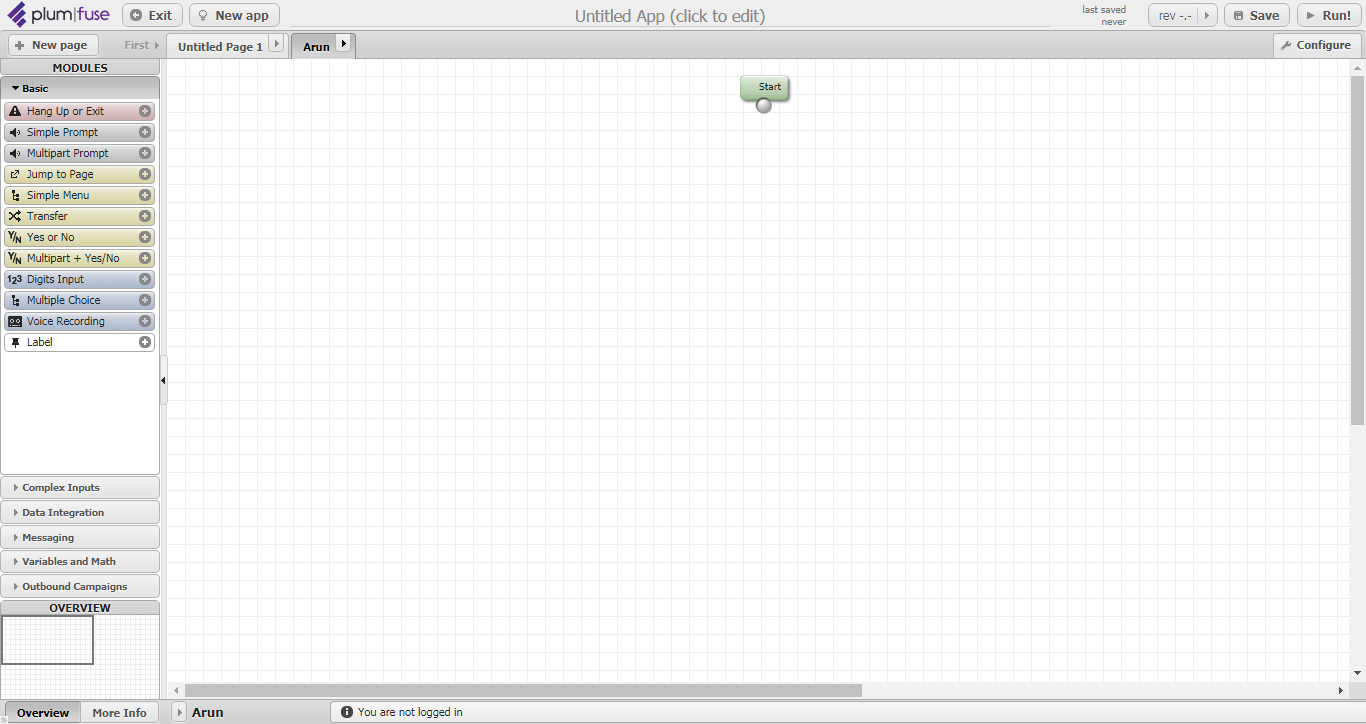 plum|fuse
Exit
New app
Untitled App (click to edit)
last saved
never
rev -.-
Save
Run!
New page
First
Untitled Page 1
Arun
Configure
MODULES
Basic
Hang Up or Exit
Simple Prompt
Multipart Prompt
Jump to Page
Simple Menu
Transfer
Y/N Yes or No
Y/N Multipart + Yes/No
123 Digits Input
Multiple Choice
Voice Recording
Label
Start
Complex Inputs
Data Integration
Messaging
Variables and Math
Outbound Campaigns
OVERVIEW
Overview
More Info
Arun
You are not logged in